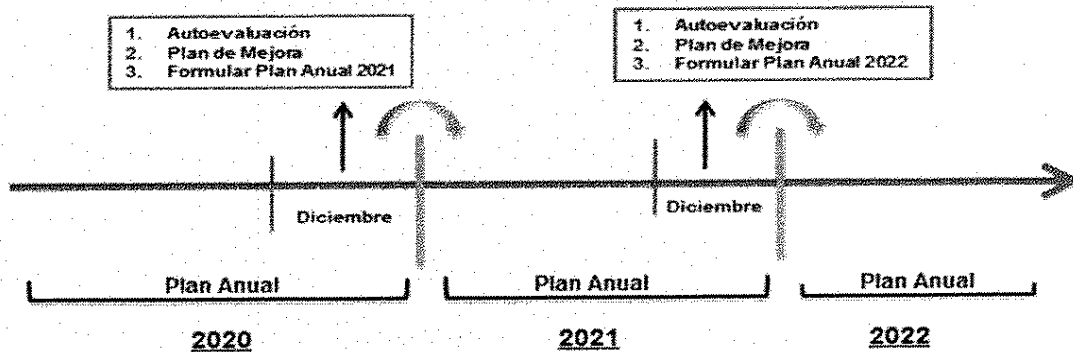 1. Autoevaluación
2. Plan de Mejora
3. Formular Plan Anual 2021
1. Autoevaluación
2. Plan de Mejora
3. Formular Plan Anual 2022
Diciembre
Diciembre
Plan Anual
Plan Anual
Plan Anual
2020
2021
2022